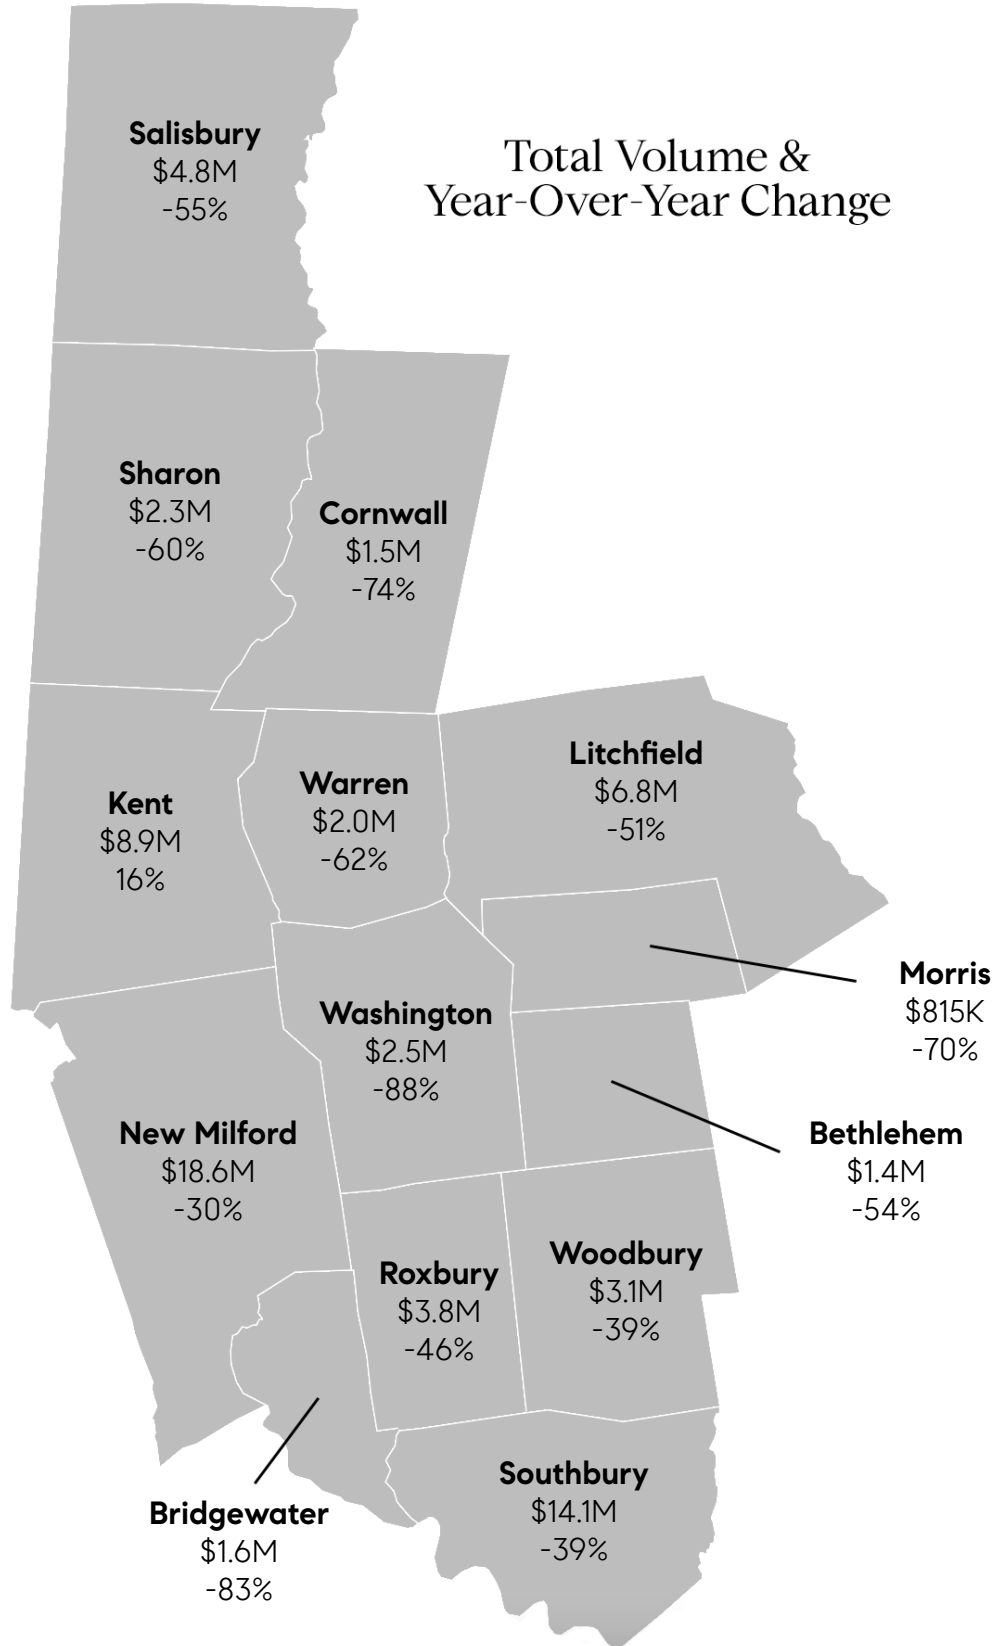 Total Volume &
Year-Over-Year Change
Salisbury
$4.8M
-55%
Sharon
$2.3M
-60%
Cornwall
$1.5M
-74%
Kent
$8.9M
16%
Warren
$2.0M
-62%
Litchfield
$6.8M
-51%
Morris
$815K
-70%
Washington
$2.5M
-88%
Bethlehem
$1.4M
-54%
New Milford
$18.6M
-30%
Roxbury
$3.8M
-46%
Woodbury
$3.1M
-39%
Bridgewater
$1.6M
-83%
Southbury
$14.1M
-39%